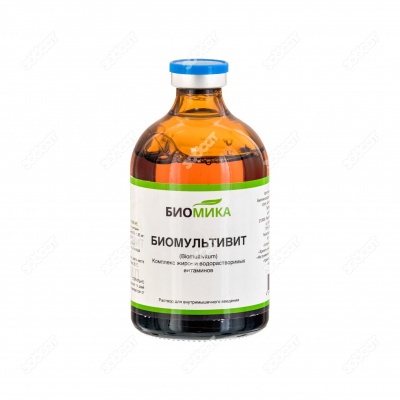 БИОМИКА
БИОМУЛЬТИВИТ
(Biomultivitum)
Комплекс жиро- и водорастворимых
витаминов
Раствор для внутримышечного введения